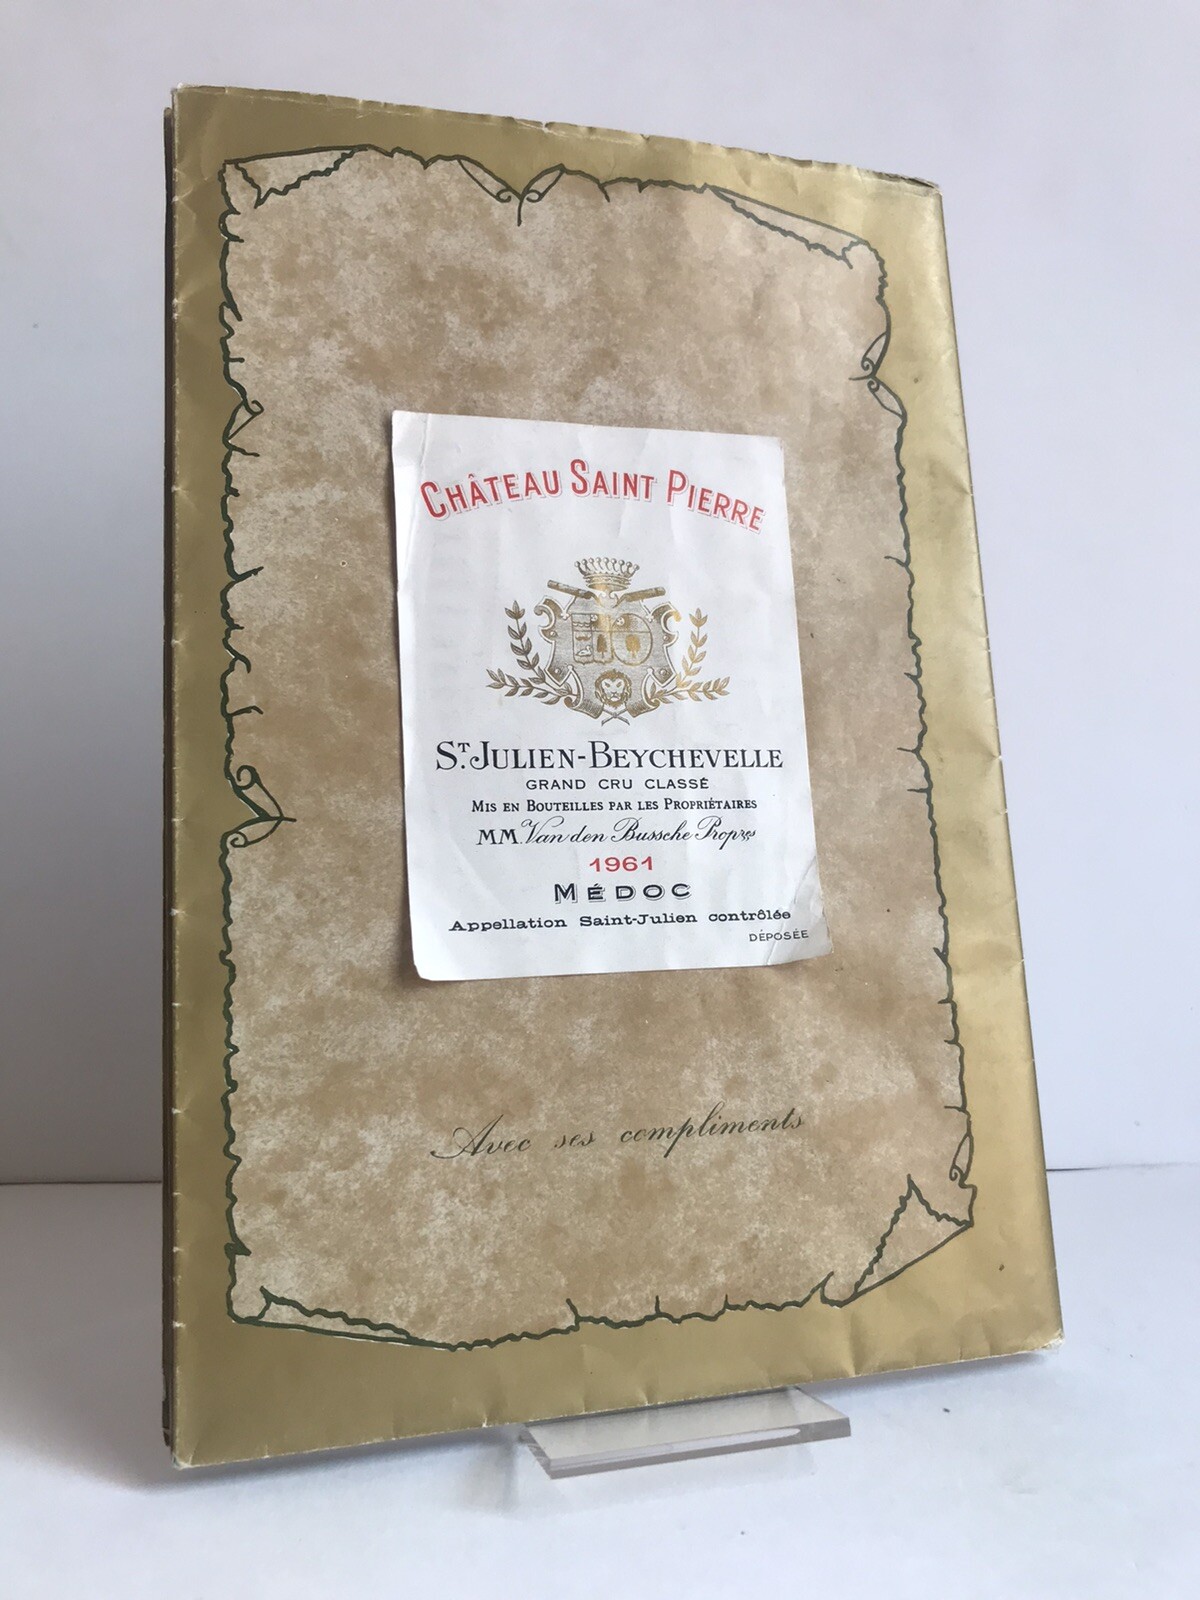 CHÂTEAU SAINT PIERRE
ST. JULIEN-BEYCHEVELLE
GRAND CRU CLASSÉ
MIS EN BOUTEILLES PAR LES PROPRIÉTAIRES
MM. Van den Bussche Propres
1961
MÉDOC
Appellation Saint-Julien contrôlée
DÉPOSÉE
Avec ses compliments